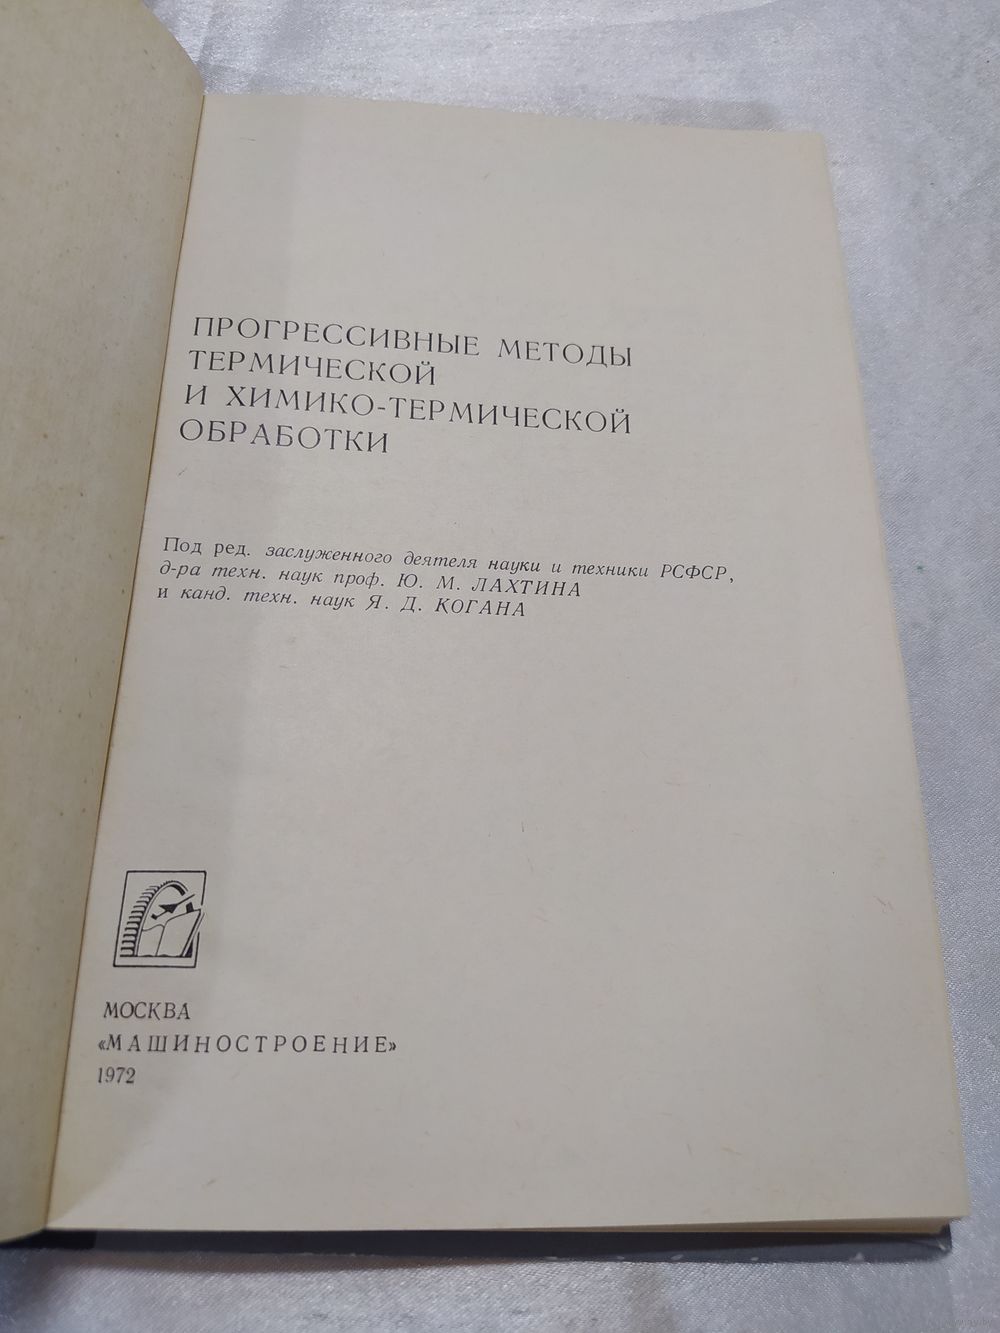 ПРОГРЕССИВНЫЕ МЕТОДЫ
ТЕРМИЧЕСКОЙ
И ХИМИКО-ТЕРМИЧЕСКОЙ
ОБРАБОТКИ
Под ред. заслуженного деятеля науки и техники РСФСР,
д-ра техн. наук проф. Ю. М. ЛАХТИНА
и канд. техн. наук Я. Д. КОГАНА
МОСКВА
«МАШИНОСТРОЕНИЕ»
1972